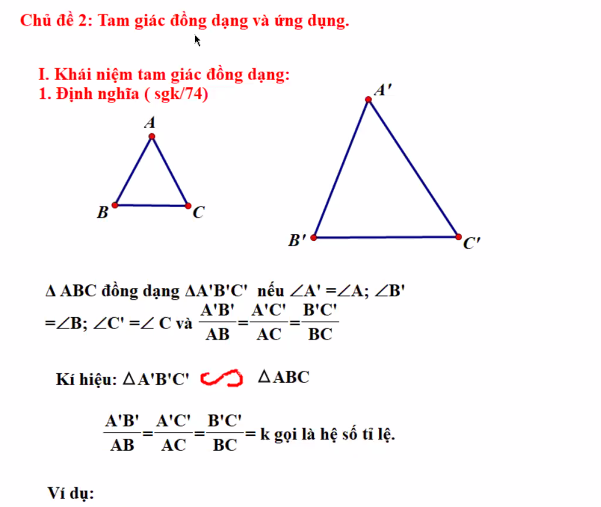 Chủ đề 2: Tam giác đồng dạng và ứng dụng.
I. Khái niệm tam giác đồng dạng:
1. Định nghĩa ( sgk/74)
A
B
C
A'
B'
C'
Δ ABC đồng dạng ΔA'B'C' nếu ∠A' =∠A; ∠B'
=∠B; ∠C' =∠ C và A'B'/AB=A'C'/AC=B'C'/BC
Kí hiệu: △A'B'C' ∽ △ABC
A'B'/AB=A'C'/AC=B'C'/BC= k gọi là hệ số tỉ lệ.
Ví dụ: